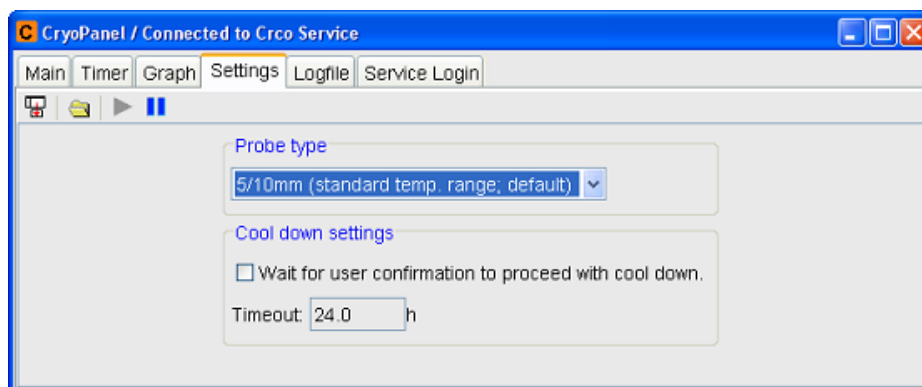 C CryoPanel / Connected to Crco Service
Main Timer Graph Settings Logfile Service Login
Probe type
5/10mm (standard temp. range; default)
Cool down settings
Wait for user confirmation to proceed with cool down.
Timeout: 24.0 h